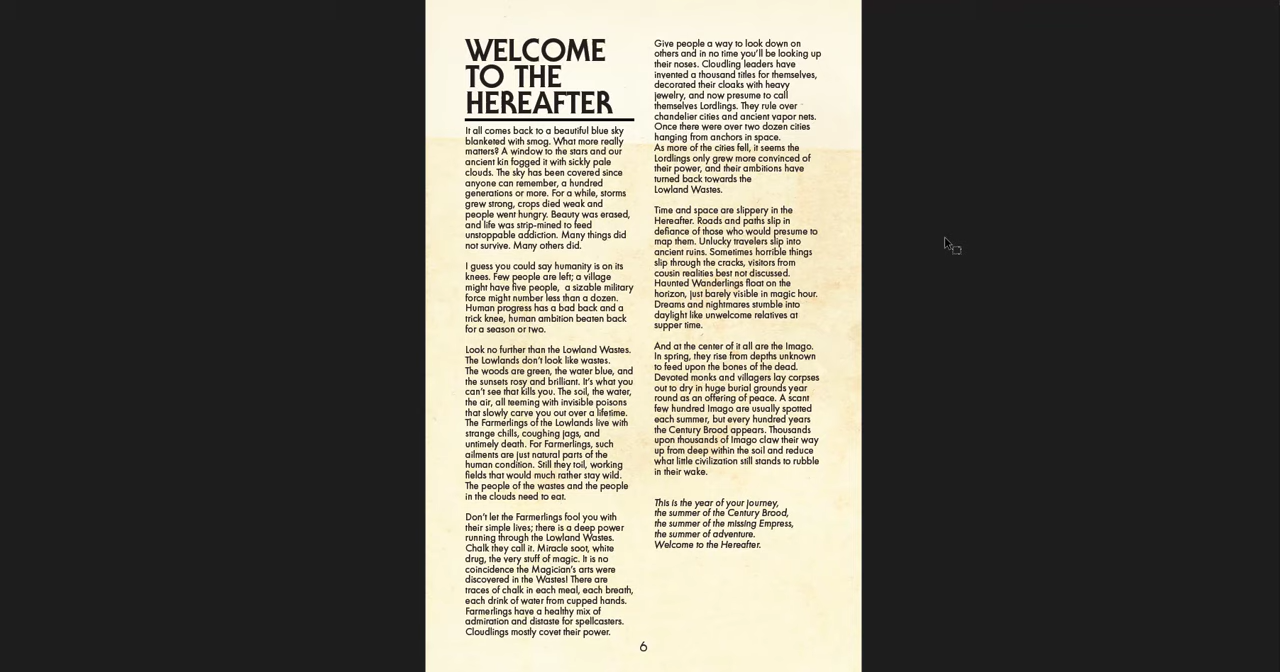 WELCOME
TO THE
HEREAFTER
It all comes back to a beautiful blue sky
blanketed with smog. What more really
matters? A window to the stars and our
ancient kin fogged it with sickly pale
clouds. The sky has been covered since
anyone can remember, a hundred
generations or more. For a while, storms
grew strong, crops died weak and
people went hungry. Beauty was erased,
and life was strip-mined to feed
unstoppable addiction. Many things did
not survive. Many others did.
I guess you could say humanity is on its
knees. Few people are left; a village
might have five people,  a sizable military
force might number less than a dozen.
Human progress has a bad back and a
trick knee, human ambition beaten back
for a season or two.
Look no further than the Lowland Wastes.
The Lowlands don't look like wastes.
The woods are green, the water blue, and
the sunsets rosy and brilliant. It's what you
can't see that kills you. The soil, the water,
the air, all teeming with invisible poisons
that slowly carve you out over a lifetime.
The Farmerlings of the Lowlands live with
strange chills, coughing jags, and
untimely death. For Farmerlings, such
ailments are just natural parts of the
human condition. Still they toil, working
fields that would much rather stay wild.
The people of the wastes and the people
in the clouds need to eat.
Don't let the Farmerlings fool you with
their simple lives; there is a deep power
running through the Lowland Wastes.
Chalk they call it. Miracle soot, white
drug, the very stuff of magic. It is no
coincidence the Magician's arts were
discovered in the Wastes! There are
traces of chalk in each meal, each breath,
each drink of water from cupped hands.
Farmerlings have a healthy mix of
admiration and distaste for spellcasters.
Cloudlings mostly covet their power.
Give people a way to look down on
others and in no time you'll be looking up
their noses. Cloudling leaders have
invented a thousand titles for themselves,
decorated their cloaks with heavy
jewelry, and now presume to call
themselves Lordlings. They rule over
chandelier cities and ancient vapor nets.
Once there were over two dozen cities
hanging from anchors in space.
As more of the cities fell, it seems the
Lordlings only grew more convinced of
their power, and their ambitions have
turned back towards the
Lowland Wastes.
Time and space are slippery in the
Hereafter. Roads and paths slip in
defiance of those who would presume to
map them. Unlucky travelers slip into
ancient ruins. Sometimes horrible things
slip through the cracks, visitors from
cousin realities best not discussed.
Haunted Wanderlings float on the
horizon, just barely visible in magic hour.
Dreams and nightmares stumble into
daylight like unwelcome relatives at
supper time.
And at the center of it all are the Imago.
In spring, they rise from depths unknown
to feed upon the bones of the dead.
Devoted monks and villagers lay corpses
out to dry in huge burial grounds year
round as an offering of peace. A scant
few hundred Imago are usually spotted
each summer, but every hundred years
the Century Brood appears. Thousands
upon thousands of Imago claw their way
up from deep within the soil and reduce
what little civilization still stands to rubble
in their wake.
This is the year of your journey,
the summer of the Century Brood,
the summer of the missing Empress,
the summer of adventure.
Welcome to the Hereafter.
6